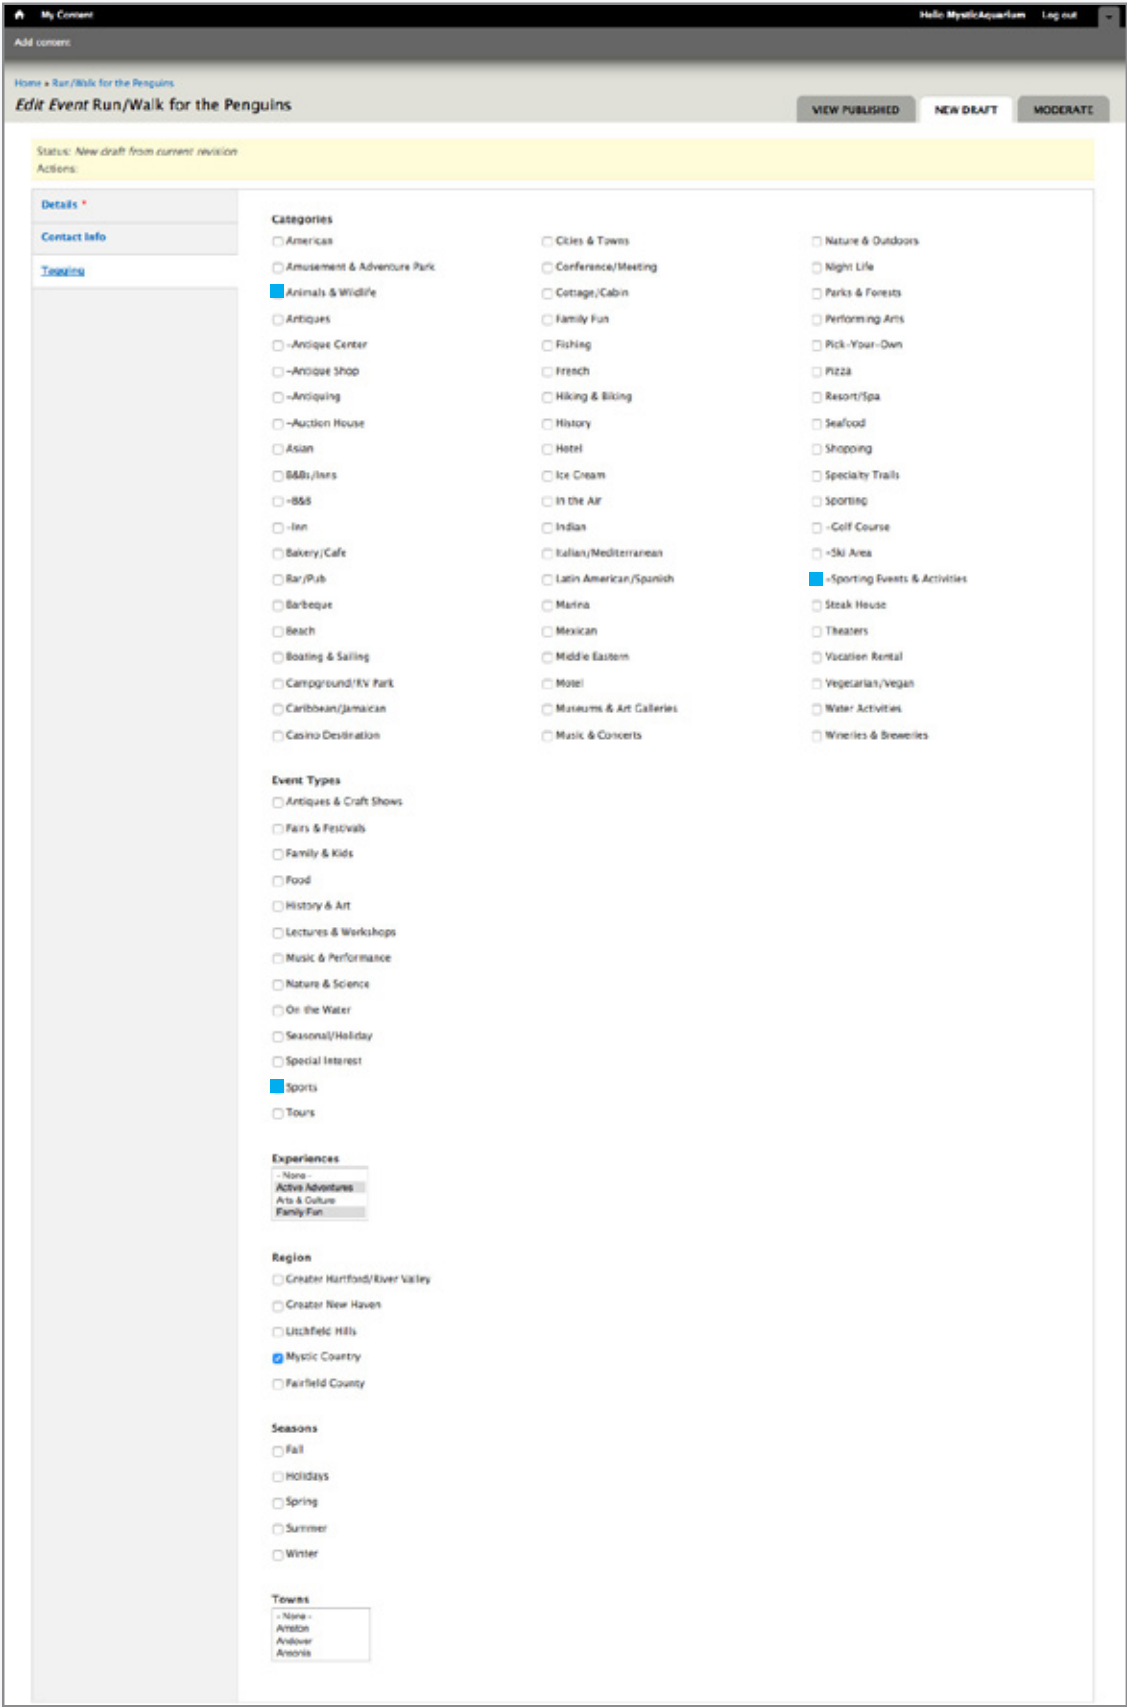 My Content
Hello MysticAquarium Log out
Add content
Home » Run/Walk for the Penguins
Edit Event Run/Walk for the Penguins
VIEW PUBLISHED
NEW DRAFT
MODERATE
Status: New draft from current revision
Actions:
Details *
Contact Info
Tagging
Categories
American
Amusement & Adventure Park
Animals & Wildlife
Antiques
-Antique Center
-Antique Shop
-Antiquing
-Auction House
Asian
B&Bs/Inns
-B&B
-Inn
Bakery/Cafe
Bar/Pub
Barbeque
Beach
Boating & Sailing
Campground/RV Park
Caribbean/Jamaican
Casino Destination
Cities & Towns
Conference/Meeting
Cottage/Cabin
Family Fun
Fishing
French
Hiking & Biking
History
Hotel
Ice Cream
In the Air
Indian
Italian/Mediterranean
Latin American/Spanish
Marina
Mexican
Middle Eastern
Motel
Museums & Art Galleries
Music & Concerts
Nature & Outdoors
Night Life
Parks & Forests
Performing Arts
Pick-Your-Own
Pizza
Resort/Spa
Seafood
Shopping
Specialty Trails
Sporting
-Golf Course
-Ski Area
-Sporting Events & Activities
Steak House
Theaters
Vacation Rental
Vegetarian/Vegan
Water Activities
Wineries & Breweries
Event Types
Antiques & Craft Shows
Fairs & Festivals
Family & Kids
Food
History & Art
Lectures & Workshops
Music & Performance
Nature & Science
On the Water
Seasonal/Holiday
Special Interest
Sports
Tours
Experiences
- None -
Active Adventures
Arts & Culture
Family Fun
Region
Greater Hartford/River Valley
Greater New Haven
Litchfield Hills
Mystic Country
Fairfield County
Seasons
Fall
Holidays
Spring
Summer
Winter
Towns
- None -
Amston
Andover
Ansonia